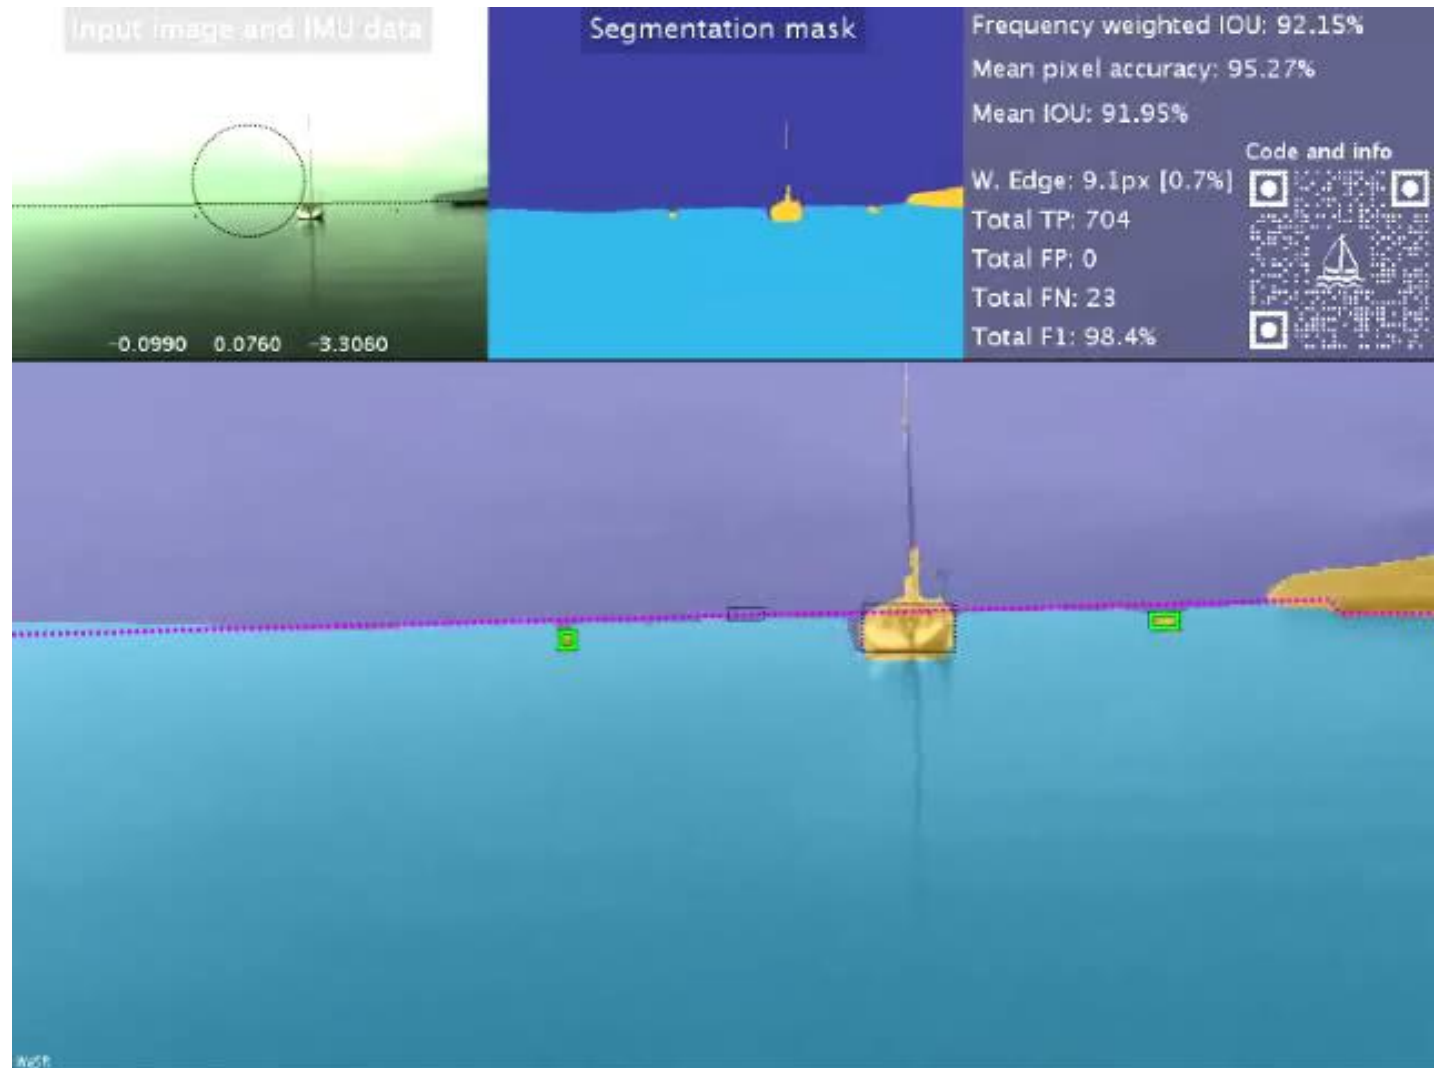 Input image and IMU data
-0.0990 0.0760 -3.3060
Segmentation mask
Frequency weighted IOU: 92.15%
Mean pixel accuracy: 95.27%
Mean IOU: 91.95%
Code and info
W. Edge: 9.1px [0.7%]
Total TP: 704
Total FP: 0
Total FN: 23
Total F1: 98.4%
WaSR